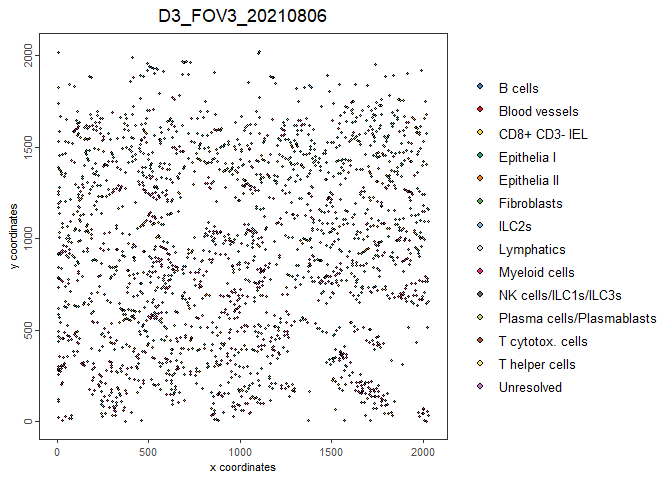 D3_FOV3_20210806
2000
1500
1000
500
0
y coordinates
0 500 1000 1500 2000
x coordinates
B cells
Blood vessels
CD8+ CD3- IEL
Epithelia I
Epithelia II
Fibroblasts
ILC2s
Lymphatics
Myeloid cells
NK cells/ILC1s/ILC3s
Plasma cells/Plasmablasts
T cytotox. cells
T helper cells
Unresolved